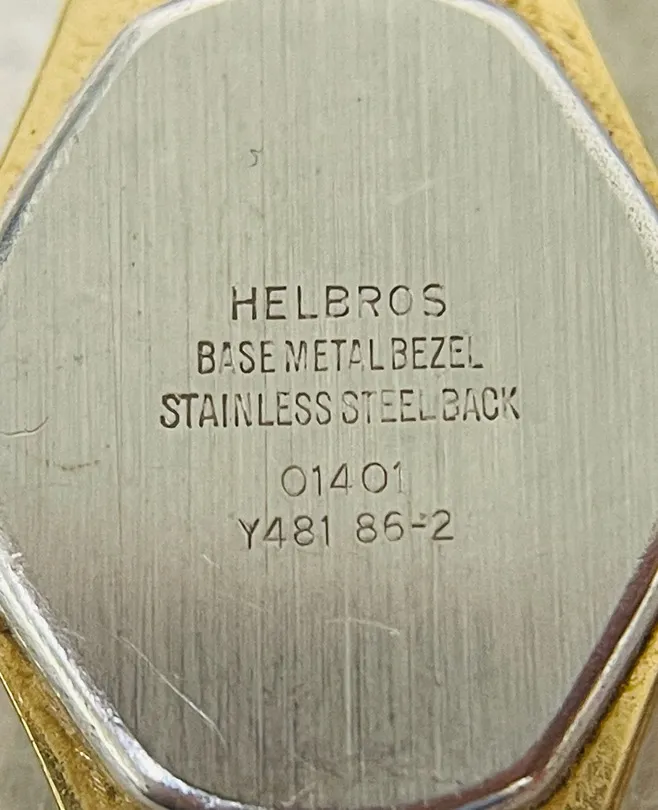 HELBROS
BASE METAL BEZEL
STAINLESS STEEL BACK
01401
Y481 86-2